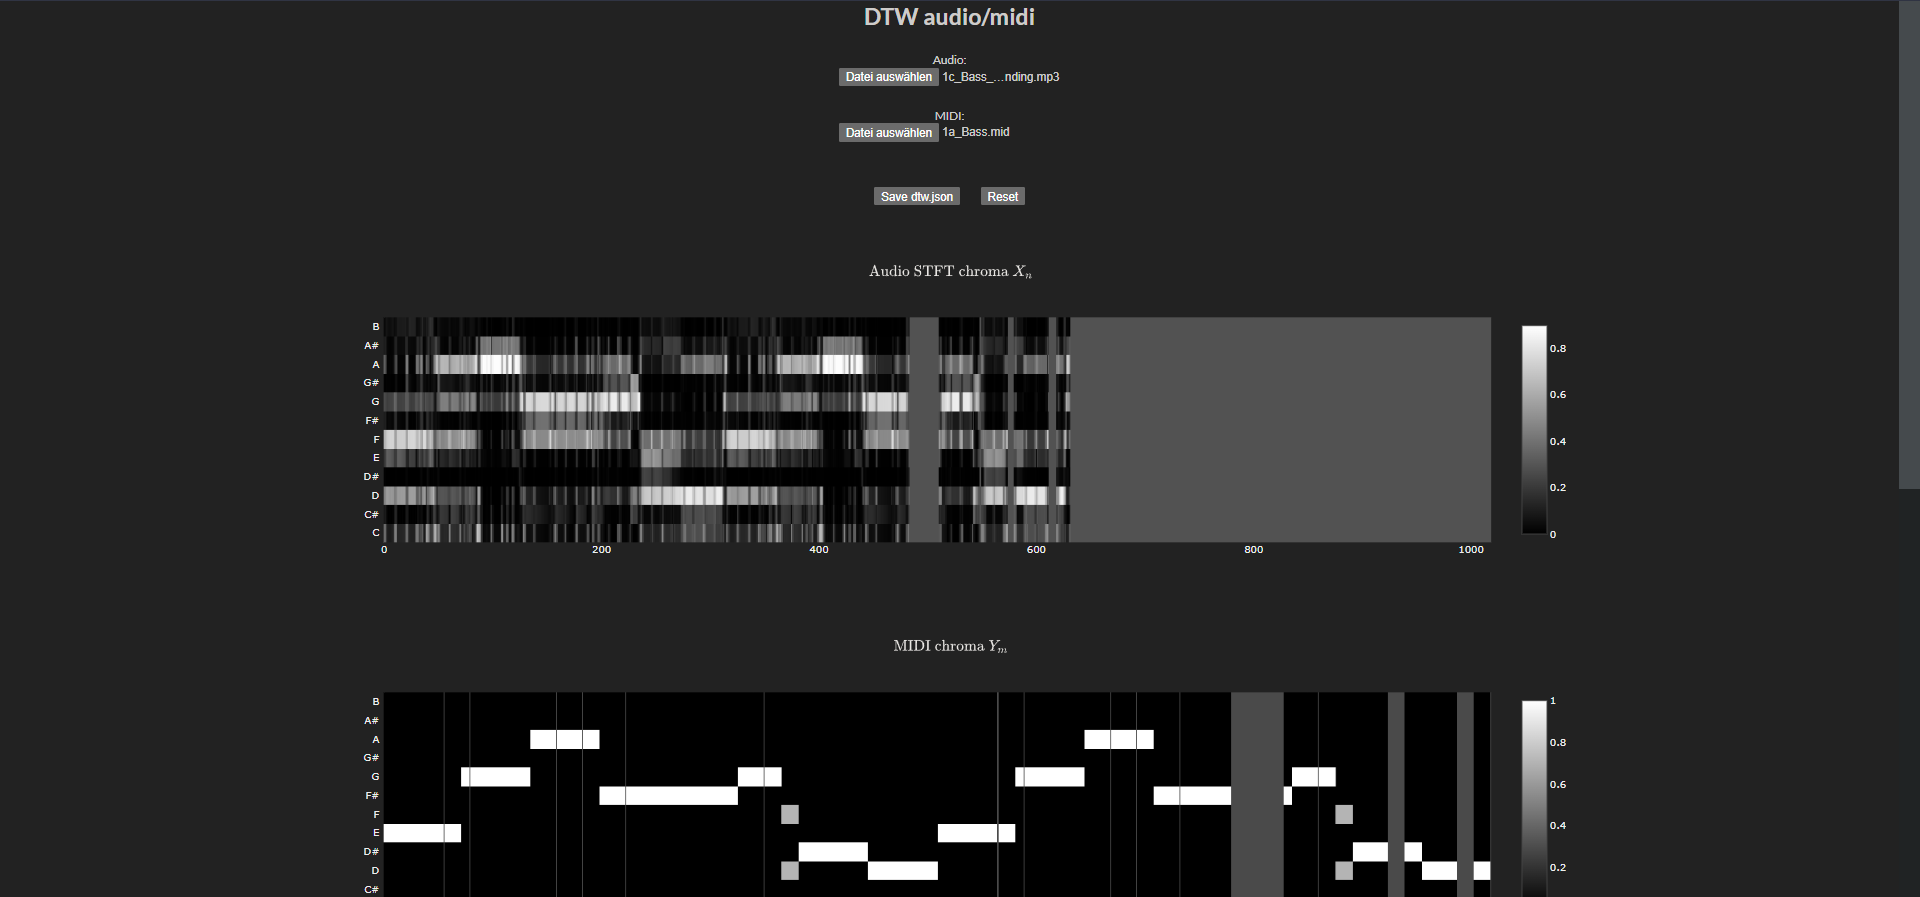 DTW audio/midi
Audio:
Datei auswählen 1c_Bass_...nding.mp3
MIDI:
Datei auswählen 1a_Bass.mid
Save dtw.json Reset
Audio STFT chroma Xn
B
A#
A
G#
G
F#
F
E
D#
D
C#
C
0 200 400 600 800 1000
0.8
0.6
0.4
0.2
0
MIDI chroma Ym
B
A#
A
G#
G
F#
F
E
D#
D
C#
1
0.8
0.6
0.4
0.2